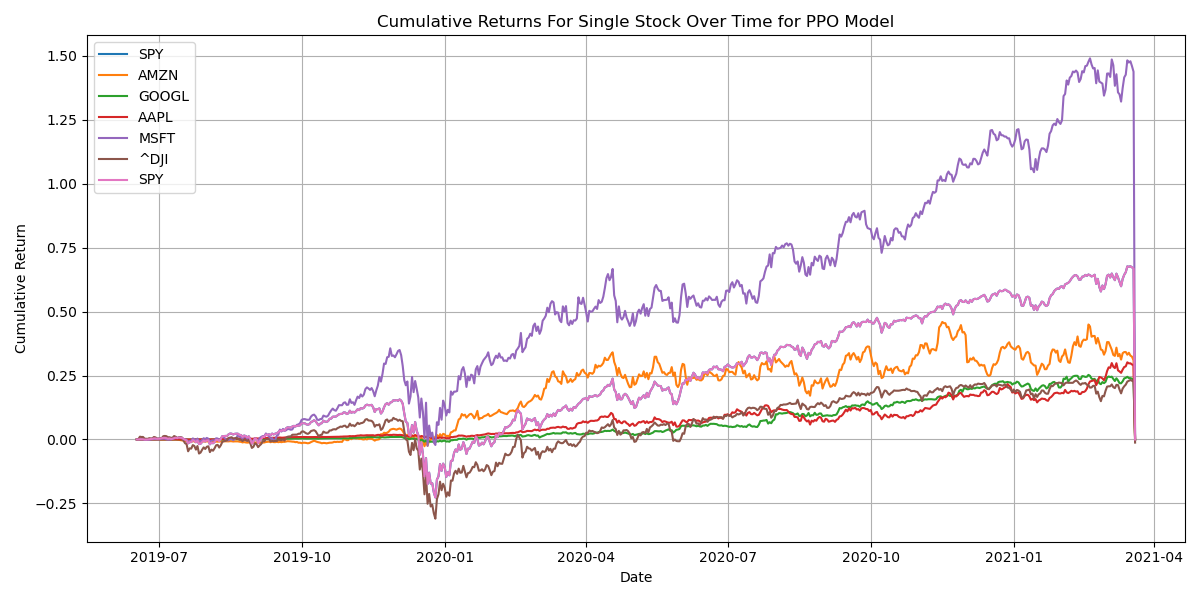 Cumulative Returns For Single Stock Over Time for PPO Model
SPY
AMZN
GOOGL
AAPL
MSFT
^DJI
SPY
1.50
1.25
1.00
0.75
0.50
0.25
0.00
−0.25
Cumulative Return
2019-07
2019-10
2020-01
2020-04
2020-07
2020-10
2021-01
2021-04
Date